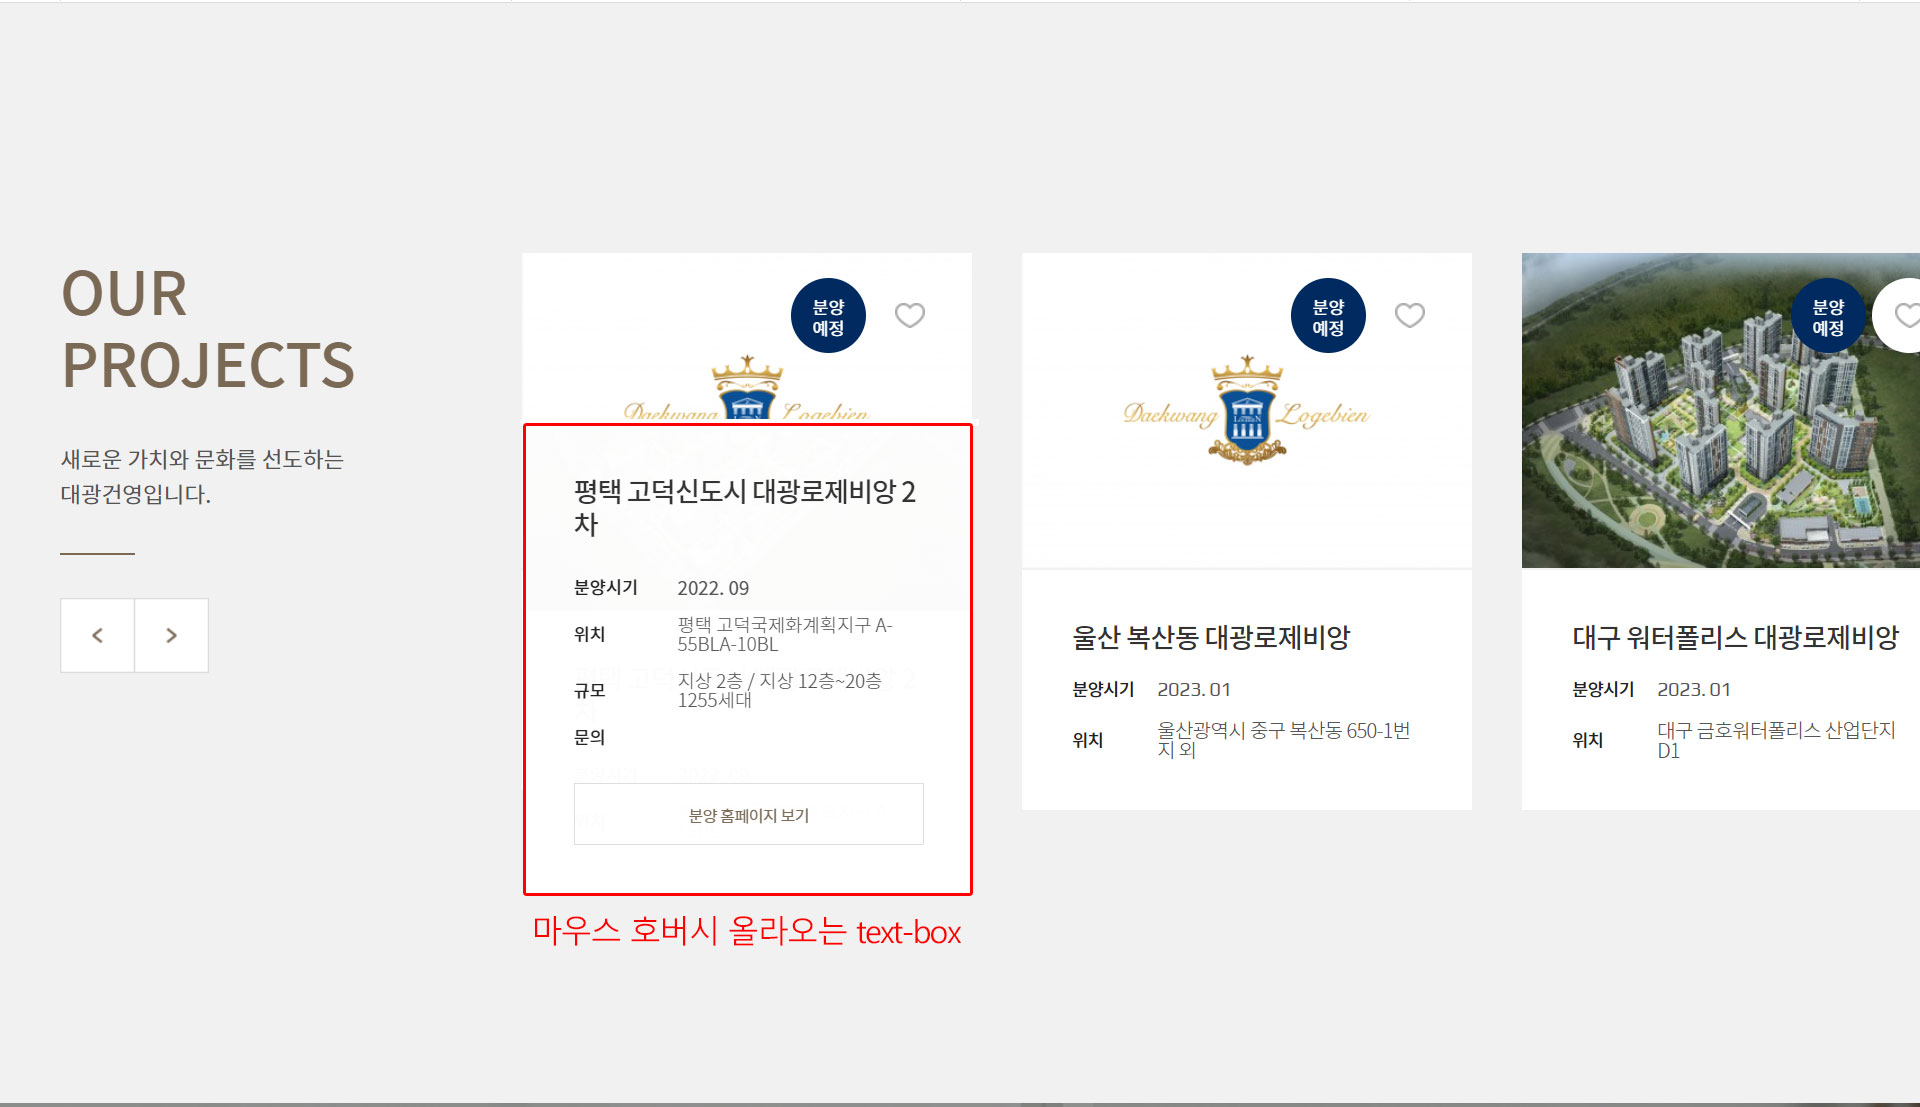 OUR
PROJECTS
새로운 가치와 문화를 선도하는
대광건영입니다.
<
>
분양
예정
Daekwang Logebien
평택 고덕신도시 대광로제비앙 2
차
분양시기 2022. 09
위치 평택 고덕국제화계획지구 A-
55BLA-10BL
규모 지상 2층 / 지상 12층~20층
1255세대
문의
분양 홈페이지 보기
마우스 호버시 올라오는 text-box
분양
예정
Daekwang Logebien
울산 복산동 대광로제비앙
분양시기 2023. 01
위치 울산광역시 중구 복산동 650-1번
지 외
분양
예정
대구 워터폴리스 대광로제비앙
분양시기 2023. 01
위치 대구 금호워터폴리스 산업단지
D1